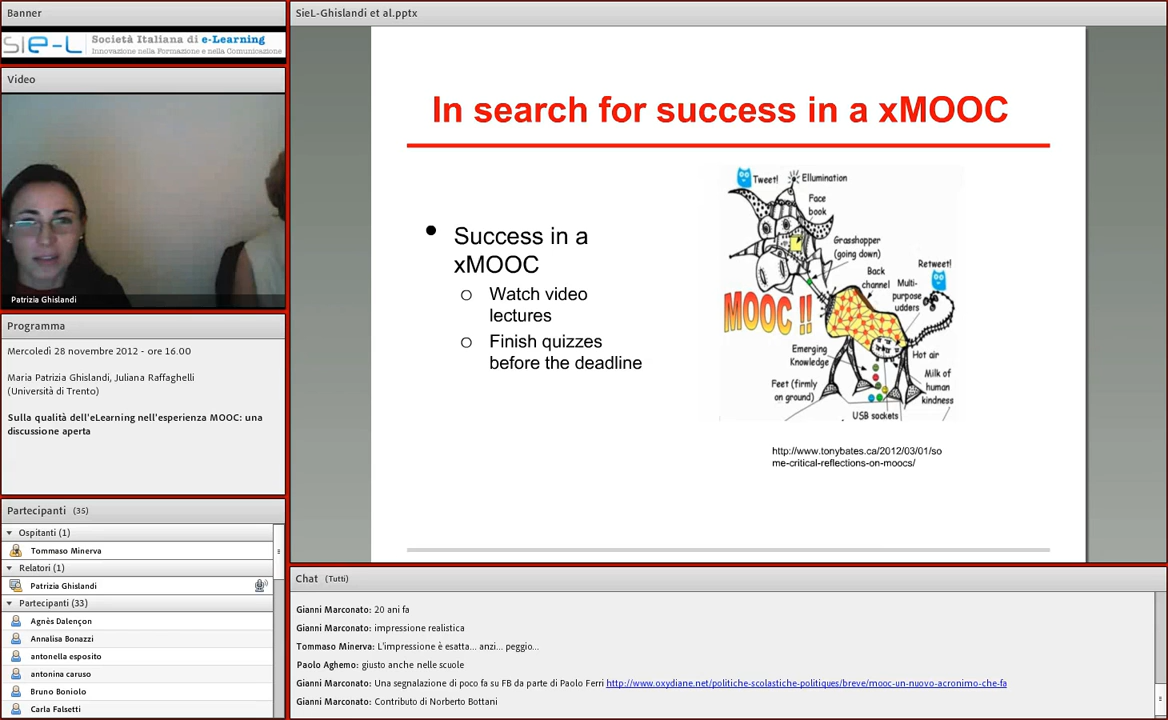 Banner
sie-L Società Italiana di e-Learning
Innovazione nella Formazione e nella Comunicazione
Video
Patrizia Ghislandi
Programma
Mercoledì 28 novembre 2012 - ore 16.00
Maria Patrizia Ghislandi, Juliana Raffaghelli
(Università di Trento)
Sulla qualità dell'eLearning nell'esperienza MOOC: una
discussione aperta
Partecipanti (35)
Ospitanti (1)
Tommaso Minerva
Relatori (1)
Patrizia Ghislandi
Partecipanti (33)
Agnès Dalençon
Annalisa Bonazzi
antonella esposito
antonina caruso
Bruno Boniolo
Carla Falsetti
SieL-Ghislandi et al.pptx
In search for success in a xMOOC
• Success in a
xMOOC
o Watch video
lectures
o Finish quizzes
before the deadline
Tweet!
Ellumination
Face
book
Grasshopper
(going down)
Retweet!
Back
channel
Multi-
purpose
udders
MOOC !!
Emerging
Knowledge
Hot air
Feet (firmly
on ground)
Milk of
human
kindness
USB sockets
http://www.tonybates.ca/2012/03/01/so
me-critical-reflections-on-moocs/
Chat (Tutti)
Gianni Marconato: 20 ani fa
Gianni Marconato: impressione realistica
Tommaso Minerva: L'impressione è esatta... anzi... peggio...
Paolo Aghemo: giusto anche nelle scuole
Gianni Marconato: Una segnalazione di poco fa su FB da parte di Paolo Ferri http://www.oxydiane.net/politiche-scolastiche-politiques/breve/mooc-un-nuovo-acronimo-che-fa
Gianni Marconato: Contributo di Norberto Bottani